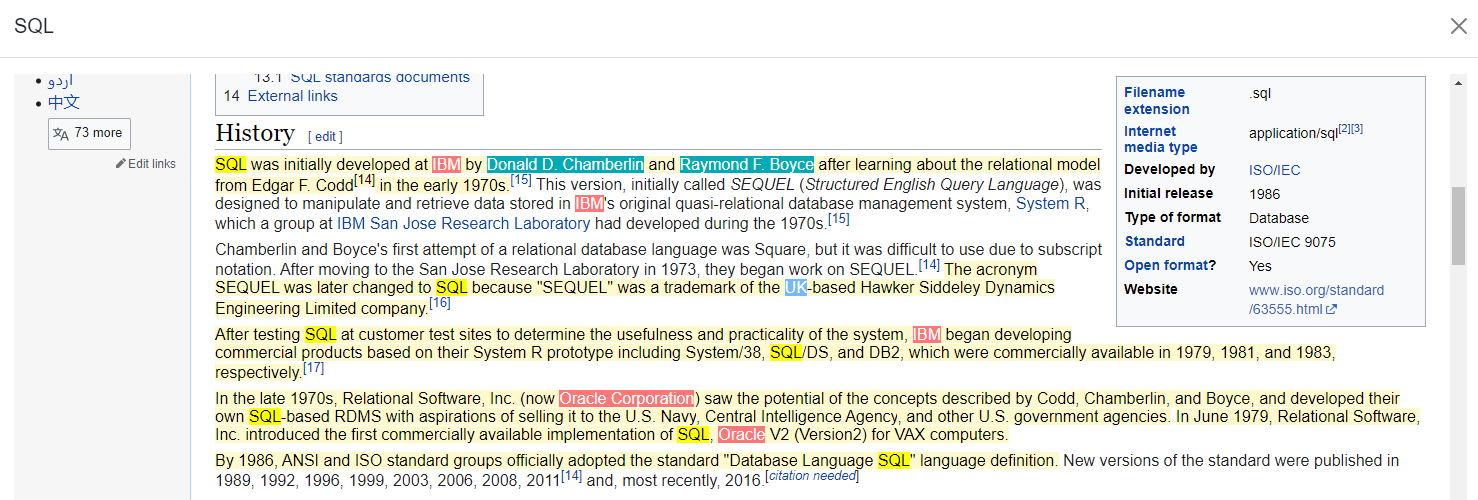 SQL
اردو
中文
73 more
Edit links
13.1 SQL standards documents
14 External links
History [ edit ]
SQL was initially developed at IBM by Donald D. Chamberlin and Raymond F. Boyce after learning about the relational model
from Edgar F. Codd[14] in the early 1970s.[15] This version, initially called SEQUEL (Structured English Query Language), was
designed to manipulate and retrieve data stored in IBM's original quasi-relational database management system, System R,
which a group at IBM San Jose Research Laboratory had developed during the 1970s.[15]
Chamberlin and Boyce's first attempt of a relational database language was Square, but it was difficult to use due to subscript
notation. After moving to the San Jose Research Laboratory in 1973, they began work on SEQUEL.[14] The acronym
SEQUEL was later changed to SQL because "SEQUEL" was a trademark of the UK-based Hawker Siddeley Dynamics
Engineering Limited company.[16]
After testing SQL at customer test sites to determine the usefulness and practicality of the system, IBM began developing
commercial products based on their System R prototype including System/38, SQL/DS, and DB2, which were commercially available in 1979, 1981, and 1983,
respectively.[17]
In the late 1970s, Relational Software, Inc. (now Oracle Corporation) saw the potential of the concepts described by Codd, Chamberlin, and Boyce, and developed their
own SQL-based RDMS with aspirations of selling it to the U.S. Navy, Central Intelligence Agency, and other U.S. government agencies. In June 1979, Relational Software,
Inc. introduced the first commercially available implementation of SQL, Oracle V2 (Version2) for VAX computers.
By 1986, ANSI and ISO standard groups officially adopted the standard "Database Language SQL" language definition. New versions of the standard were published in
1989, 1992, 1996, 1999, 2003, 2006, 2008, 2011[14] and, most recently, 2016.[citation needed]
Filename extension .sql
Internet media type application/sql[2][3]
Developed by ISO/IEC
Initial release 1986
Type of format Database
Standard ISO/IEC 9075
Open format? Yes
Website www.iso.org/standard
/63555.html